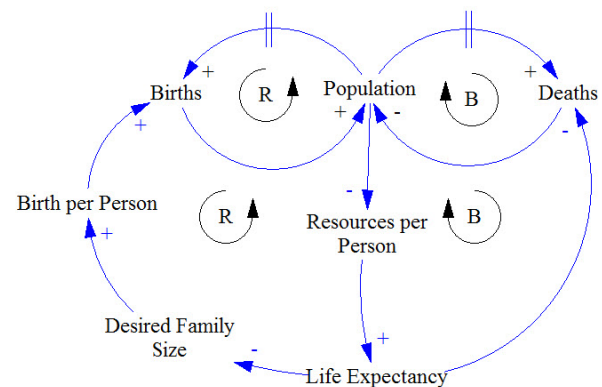 +
R
+
Births
Population
+
-
B
+
Deaths
-
+
Birth per Person
+
R
-
Resources per
Person
B
Desired Family
Size
-
+
Life Expectancy